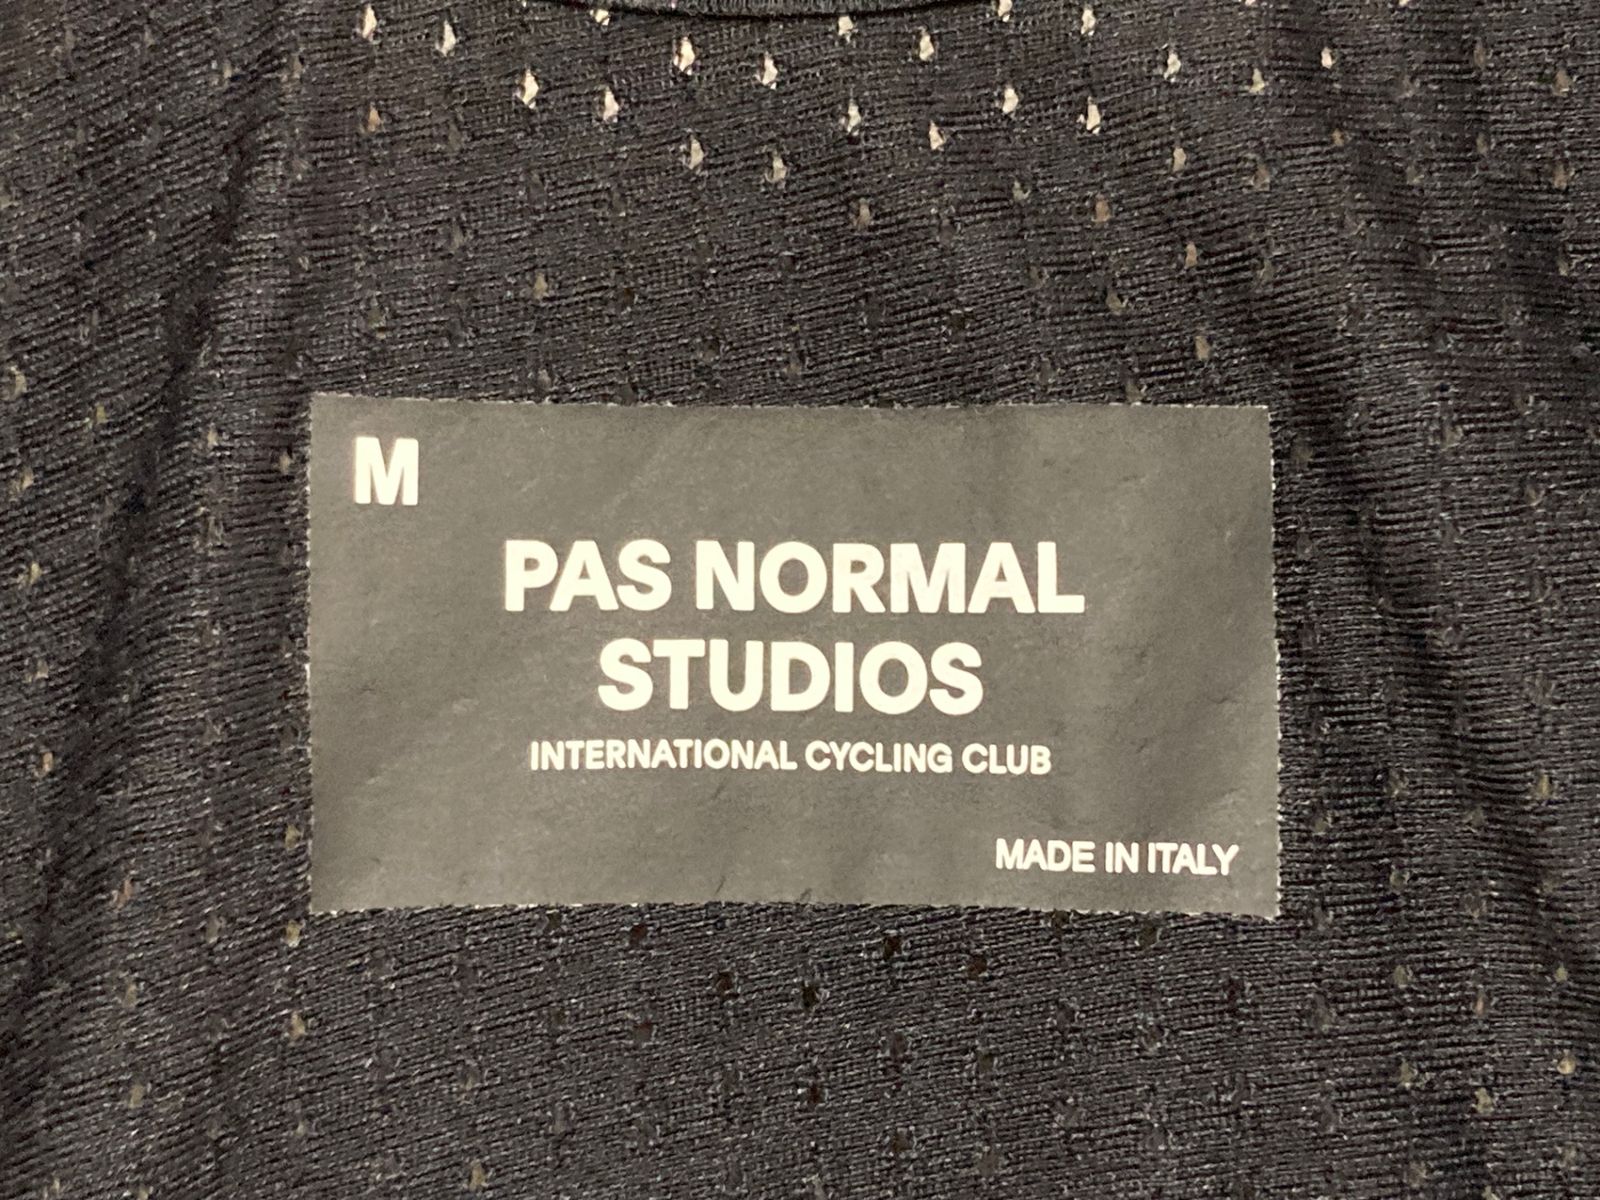 M
PAS NORMAL
STUDIOS
INTERNATIONAL CYCLING CLUB
MADE IN ITALY